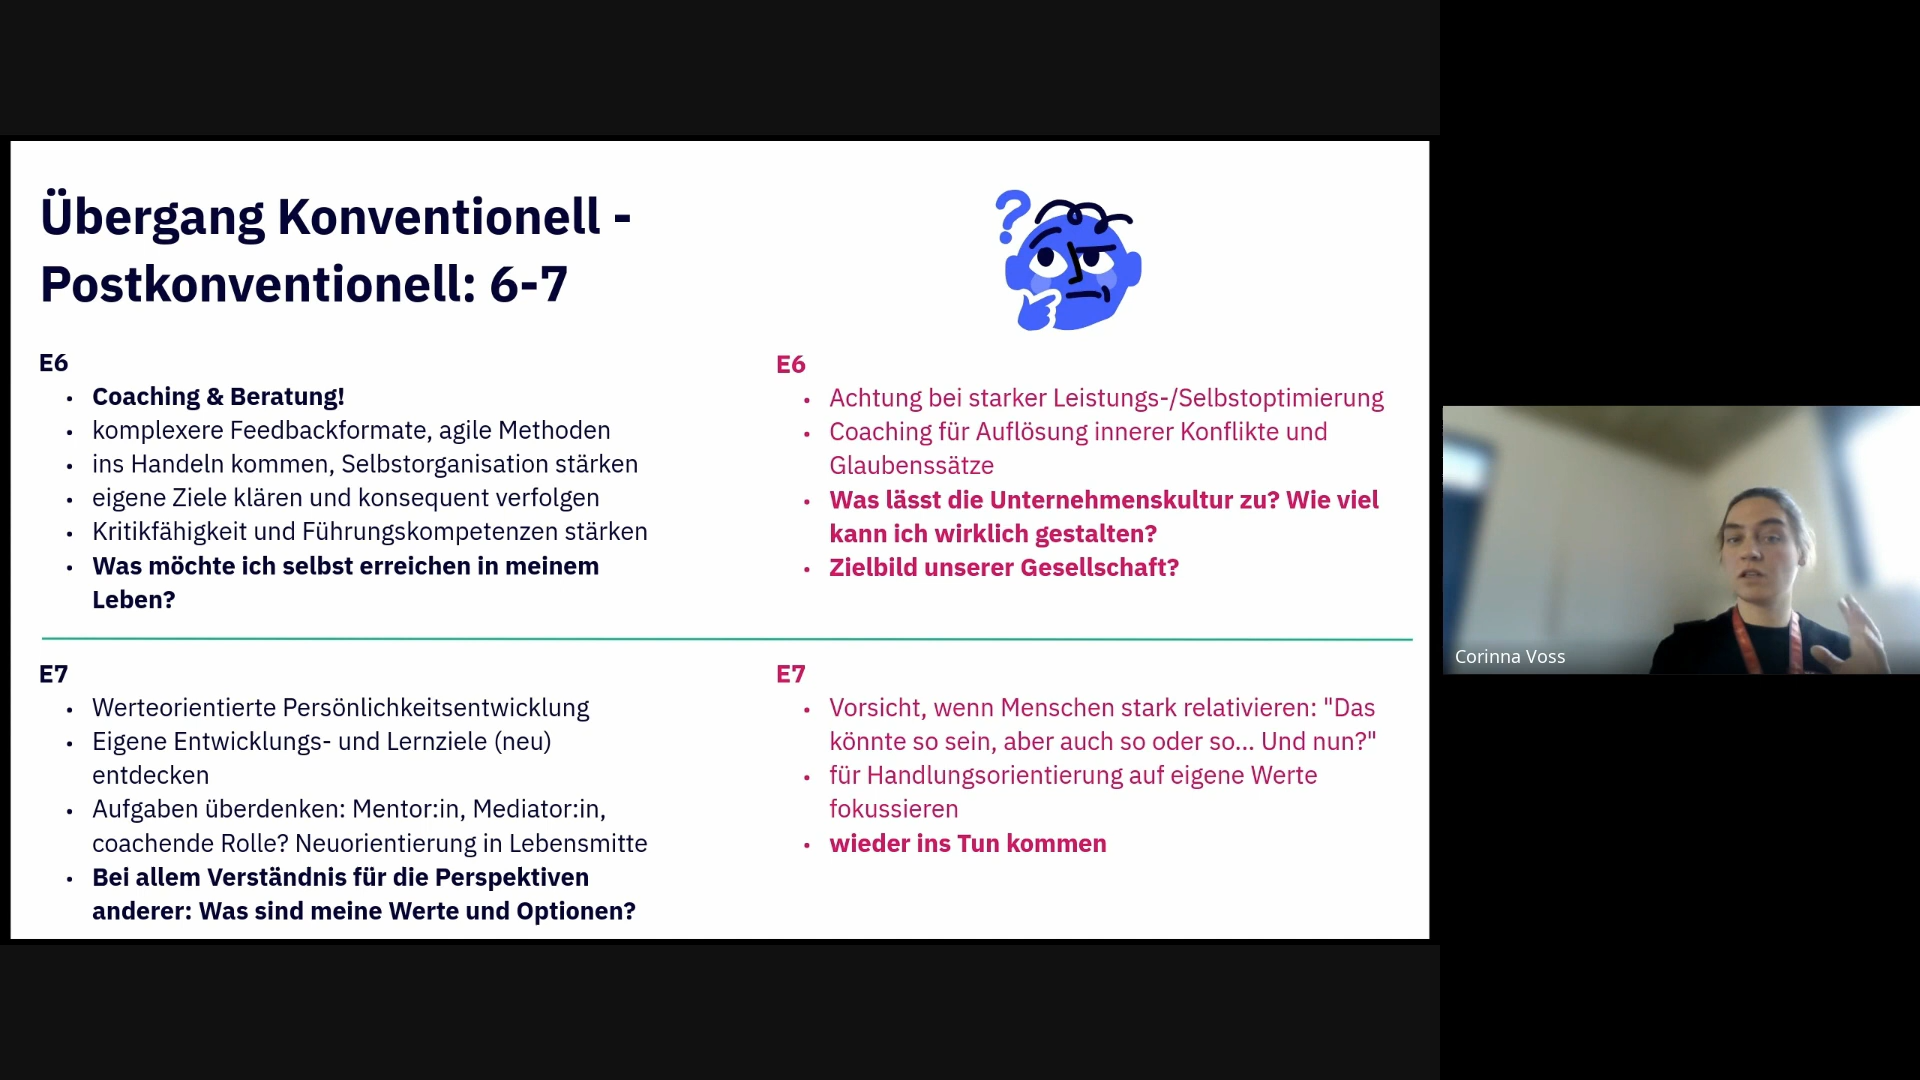 Übergang Konventionell -
Postkonventionell: 6-7
E6
• Coaching & Beratung!
• komplexere Feedbackformate, agile Methoden
• ins Handeln kommen, Selbstorganisation stärken
• eigene Ziele klären und konsequent verfolgen
• Kritikfähigkeit und Führungskompetenzen stärken
• Was möchte ich selbst erreichen in meinem
Leben?
E6
• Achtung bei starker Leistungs-/Selbstoptimierung
• Coaching für Auflösung innerer Konflikte und
Glaubenssätze
• Was lässt die Unternehmenskultur zu? Wie viel
kann ich wirklich gestalten?
• Zielbild unserer Gesellschaft?
E7
• Werteorientierte Persönlichkeitsentwicklung
• Eigene Entwicklungs- und Lernziele (neu)
entdecken
• Aufgaben überdenken: Mentor:in, Mediator:in,
coachende Rolle? Neuorientierung in Lebensmitte
• Bei allem Verständnis für die Perspektiven
anderer: Was sind meine Werte und Optionen?
E7
• Vorsicht, wenn Menschen stark relativieren: "Das
könnte so sein, aber auch so oder so... Und nun?"
• für Handlungsorientierung auf eigene Werte
fokussieren
• wieder ins Tun kommen
Corinna Voss